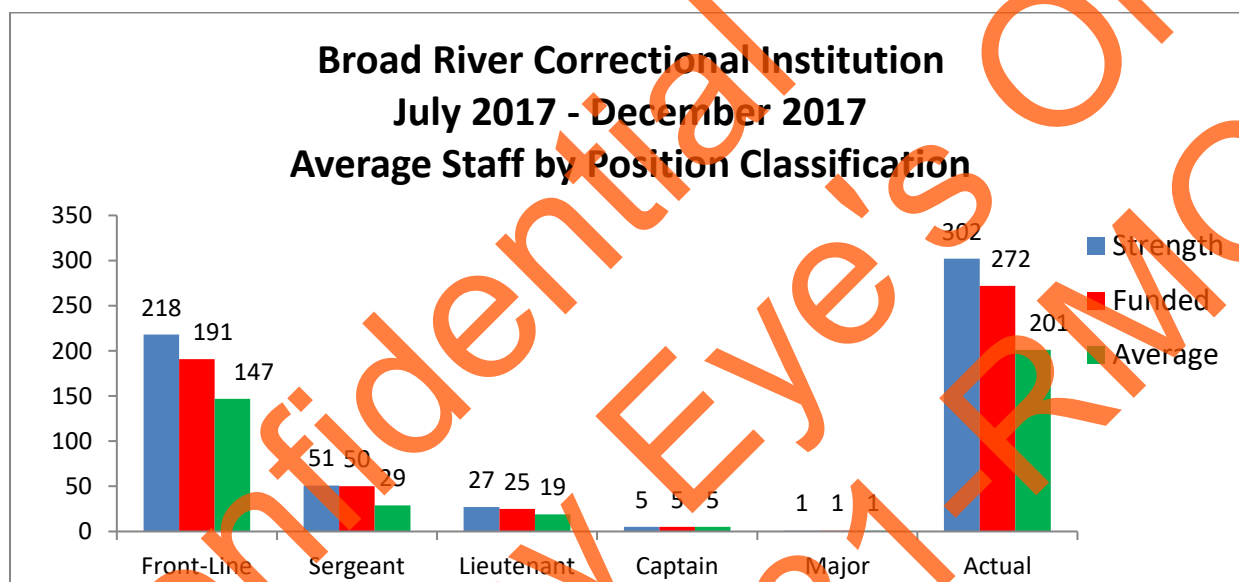 Broad River Correctional Institution
July 2017 - December 2017
Average Staff by Position Classification
350
300
250
200
150
100
50
0
218
191
147
51
50
29
27
25
19
5
5
5
1
1
1
302
272
201
Front-Line
Sergeant
Lieutenant
Captain
Major
Actual
Strength
Funded
Average
Confidential
Eye's